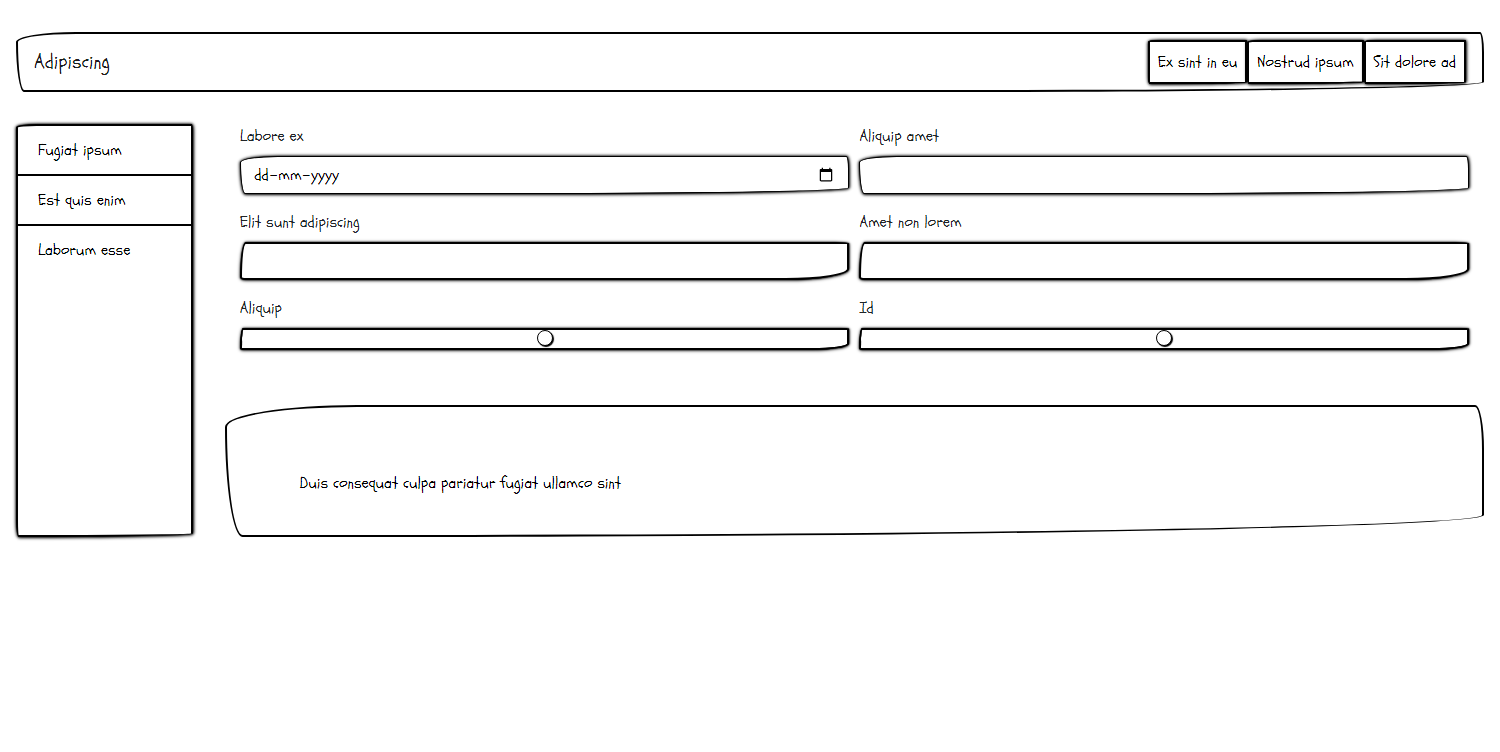 Adipiscing
Ex sint in eu
Nostrud ipsum
Sit dolore ad
Fugiat ipsum
Est quis enim
Laborum esse
Labore ex
dd-mm-yyyy
Aliquip amet
Elit sunt adipiscing
Amet non lorem
Aliquip
Id
Duis consequat culpa pariatur fugiat ullamco sint